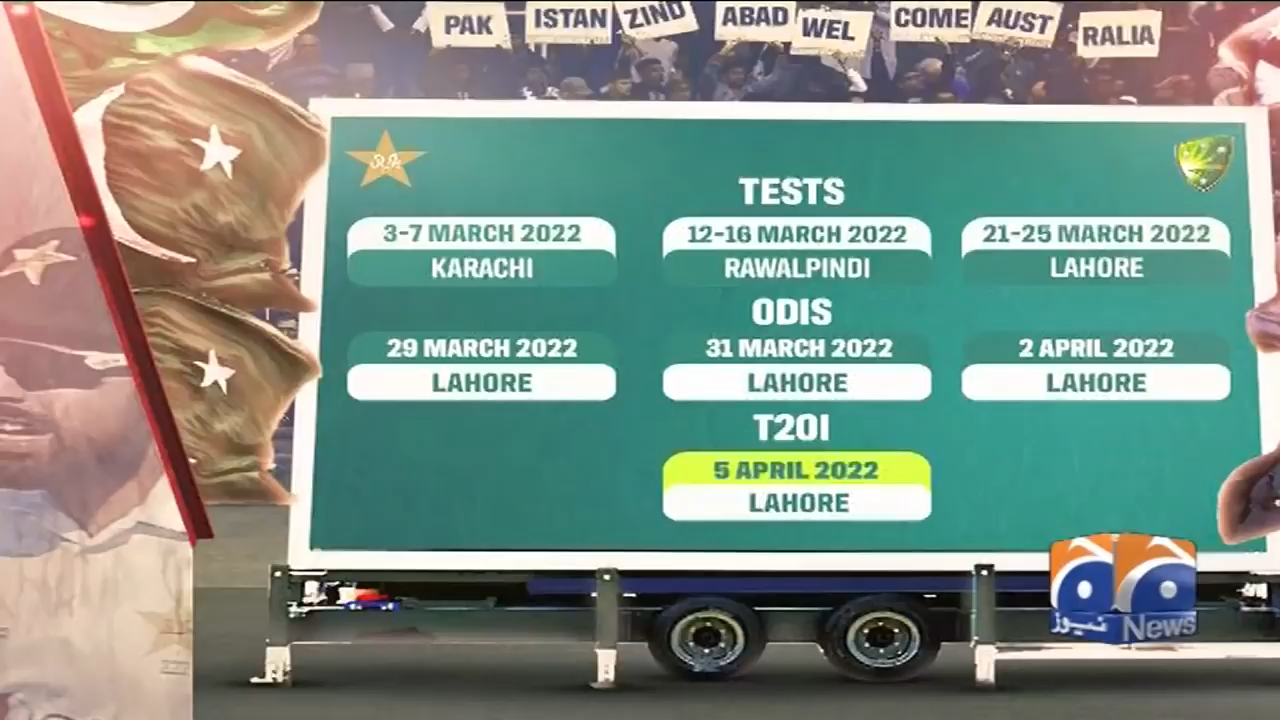 PAK ISTAN ZIND ABAD WEL COME AUST RALIA
TESTS
3-7 MARCH 2022
KARACHI
12-16 MARCH 2022
RAWALPINDI
21-25 MARCH 2022
LAHORE
ODIS
29 MARCH 2022
LAHORE
31 MARCH 2022
LAHORE
2 APRIL 2022
LAHORE
T20I
5 APRIL 2022
LAHORE
نیوز News